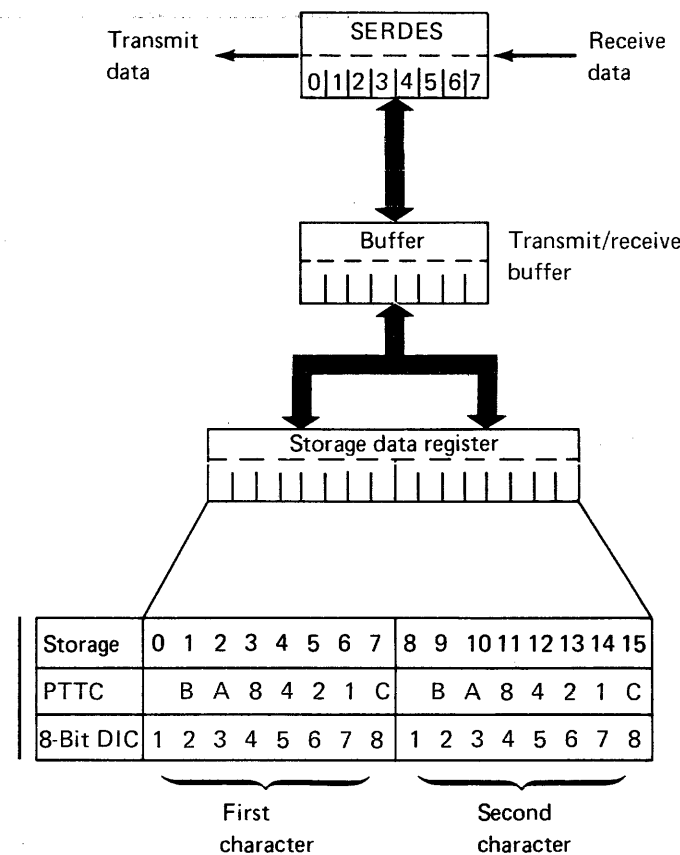 SERDES
Transmit
data
Receive
data
0 1 2 3 4 5 6 7
Buffer
Transmit/receive
buffer
Storage data register
Storage 0 1 2 3 4 5 6 7 8 9 10 11 12 13 14 15
PTTC B A 8 4 2 1 C B A 8 4 2 1 C
8-Bit DIC 1 2 3 4 5 6 7 8 1 2 3 4 5 6 7 8
First
character
Second
character